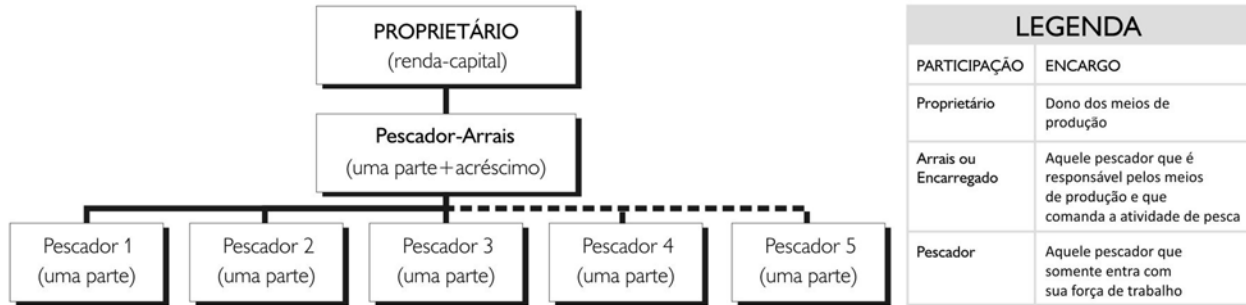 PROPRIETÁRIO
(renda-capital)
Pescador-Arrais
(uma parte+acréscimo)
Pescador 1
(uma parte)
Pescador 2
(uma parte)
Pescador 3
(uma parte)
Pescador 4
(uma parte)
Pescador 5
(uma parte)
LEGENDA
PARTICIPAÇÃO ENCARGO
Proprietário
Dono dos meios de
produção
Arrais ou
Encarregado
Aquele pescador que é
responsável pelos meios
de produção e que
comanda a atividade de pesca
Pescador
Aquele pescador que
somente entra com
sua força de trabalho